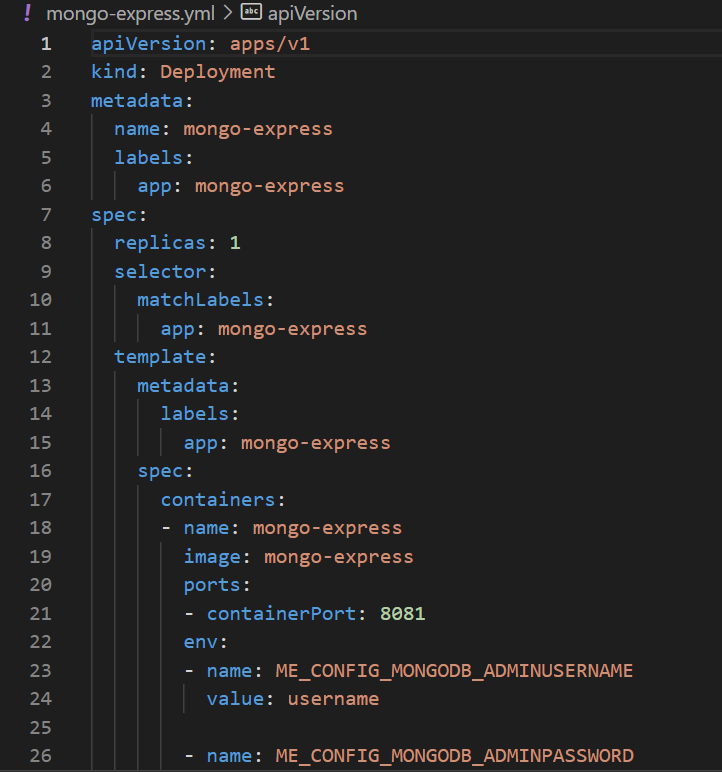 ! mongo-express.yml > abc apiVersion
1 apiVersion: apps/v1
2 kind: Deployment
3 metadata:
4   name: mongo-express
5   labels:
6     app: mongo-express
7 spec:
8   replicas: 1
9   selector:
10     matchLabels:
11       app: mongo-express
12   template:
13     metadata:
14       labels:
15         app: mongo-express
16     spec:
17       containers:
18       - name: mongo-express
19         image: mongo-express
20         ports:
21         - containerPort: 8081
22         env:
23         - name: ME_CONFIG_MONGODB_ADMINUSERNAME
24           value: username
25
26         - name: ME_CONFIG_MONGODB_ADMINPASSWORD